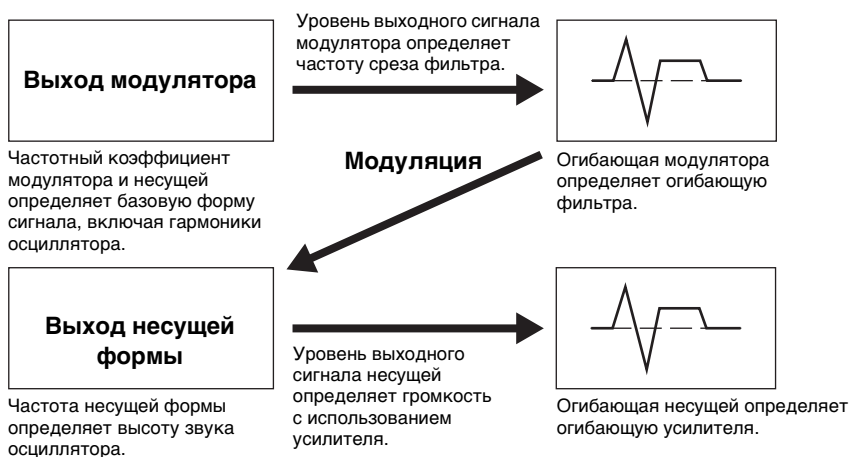 Выход модулятора
Уровень выходного сигнала
модулятора определяет
частоту среза фильтра.
Частотный коэффициент
модулятора и несущей
определяет базовую форму
сигнала, включая гармоники
осциллятора.
Модуляция
Огибающая модулятора
определяет огибающую
фильтра.
Выход несущей
формы
Уровень выходного
сигнала несущей
определяет громкость
с использованием
усилителя.
Частота несущей формы
определяет высоту звука
осциллятора.
Огибающая несущей определяет
огибающую усилителя.